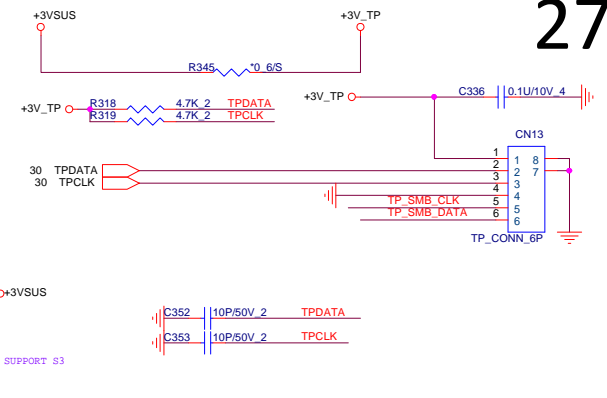 27
+3VSUS
+3V_TP
R345
*0_6/S
+3V_TP
R318
4.7K_2
TPDATA
R319
4.7K_2
TPCLK
+3V_TP
C336
0.1U/10V_4
CN13
30 TPDATA
30 TPCLK
1
2
3
4
5
6
1
2
3
4
5
6
8
7
TP_SMB_CLK
TP_SMB_DATA
TP_CONN_6P
+3VSUS
C352
10P/50V_2
TPDATA
C353
10P/50V_2
TPCLK
SUPPORT S3